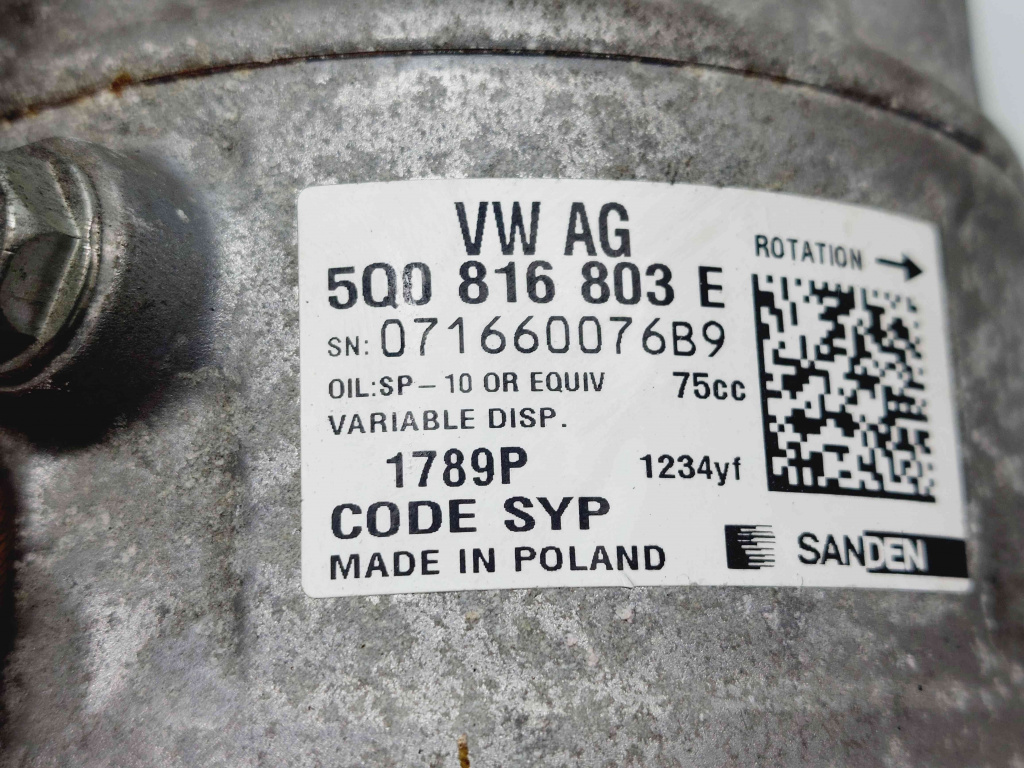 VW AG
ROTATION →
5Q0 816 803 E
SN: 071660076B9
OIL:SP-10 OR EQUIV 75cc
VARIABLE DISP.
1789P 1234yf
CODE SYP
MADE IN POLAND
SANDEN